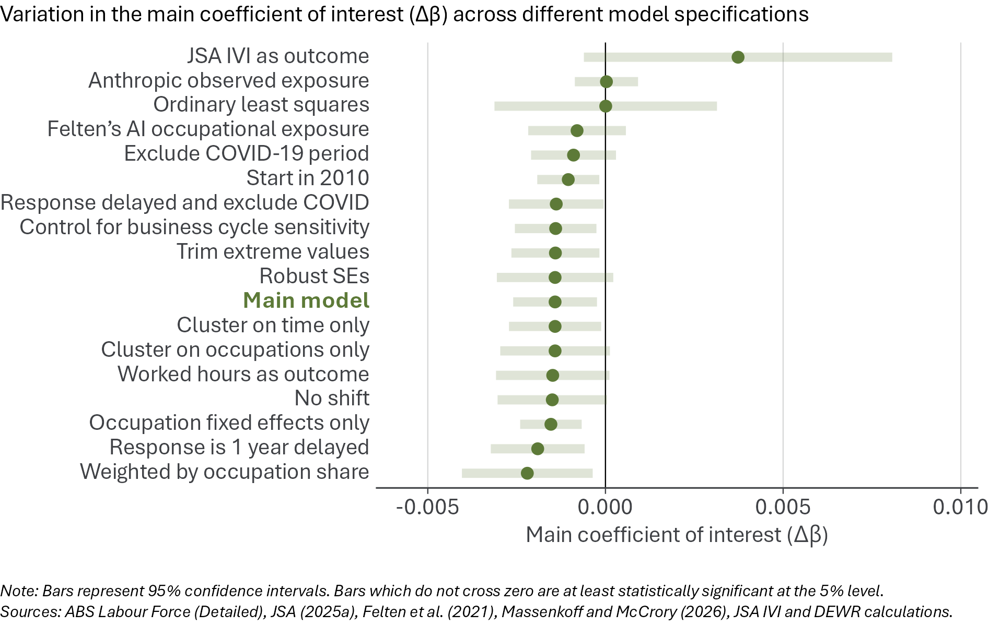 Variation in the main coefficient of interest (Δβ) across different model specifications
JSA IVI as outcome
Anthropic observed exposure
Ordinary least squares
Felten’s AI occupational exposure
Exclude COVID-19 period
Start in 2010
Response delayed and exclude COVID
Control for business cycle sensitivity
Trim extreme values
Robust SEs
Main model
Cluster on time only
Cluster on occupations only
Worked hours as outcome
No shift
Occupation fixed effects only
Response is 1 year delayed
Weighted by occupation share
-0.005 0.000 0.005 0.010
Main coefficient of interest (Δβ)
Note: Bars represent 95% confidence intervals. Bars which do not cross zero are at least statistically significant at the 5% level.
Sources: ABS Labour Force (Detailed), JSA (2025a), Felten et al. (2021), Massenkoff and McCrory (2026), JSA IVI and DEWR calculations.